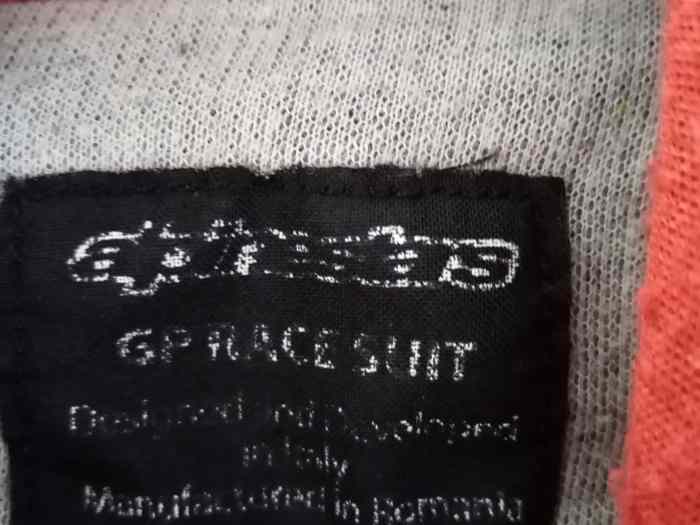 alpinestars
GP RACE SUIT
Designed and Developed
in Italy
Manufactured in Romania